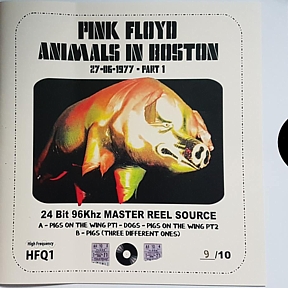 PINK FLOYD
ANIMALS IN BOSTON
27-06-1977 - PART 1
24 Bit 96Khz MASTER REEL SOURCE
A - PIGS ON THE WING PT1 - DOGS - PIGS ON THE WING PT2
B - PIGS (THREE DIFFERENT ONES)
High Frequency
HFQ1
9 /10